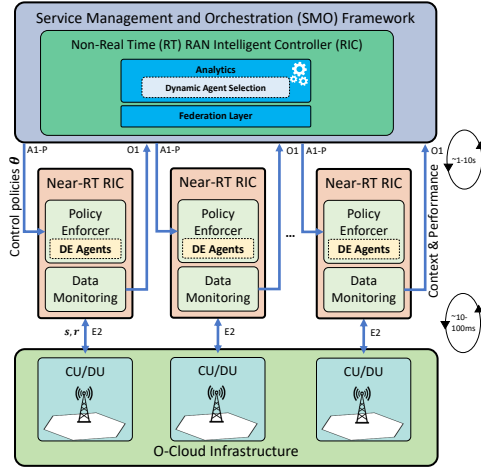 Service Management and Orchestration (SMO) Framework
Non-Real Time (RT) RAN Intelligent Controller (RIC)
Analytics
Dynamic Agent Selection
Federation Layer
A1-P
O1
A1-P
O1
A1-P
O1
~1-10s
Control policies θ
Near-RT RIC
Policy
Enforcer
DE Agents
Data
Monitoring
Near-RT RIC
Policy
Enforcer
DE Agents
Data
Monitoring
...
Near-RT RIC
Policy
Enforcer
DE Agents
Data
Monitoring
Context & Performance
~10-
100ms
s, r
E2
E2
E2
CU/DU
CU/DU
CU/DU
O-Cloud Infrastructure